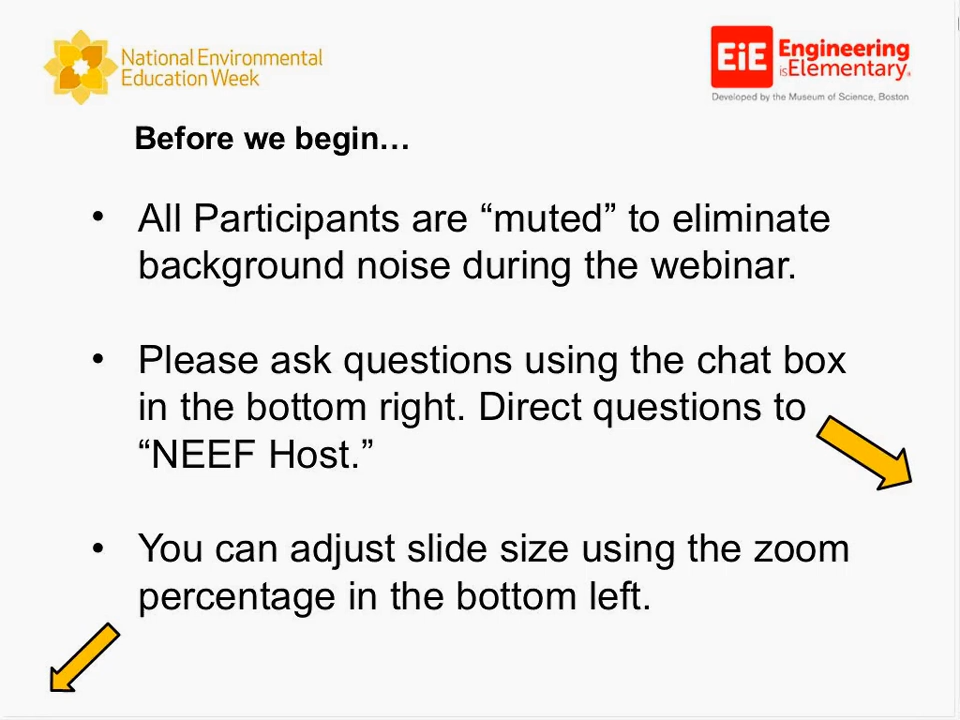 National Environmental
Education Week
EiE Engineering
is Elementary®
Developed by the Museum of Science, Boston
Before we begin…
• All Participants are “muted” to eliminate
background noise during the webinar.
• Please ask questions using the chat box
in the bottom right. Direct questions to
“NEEF Host.”
• You can adjust slide size using the zoom
percentage in the bottom left.